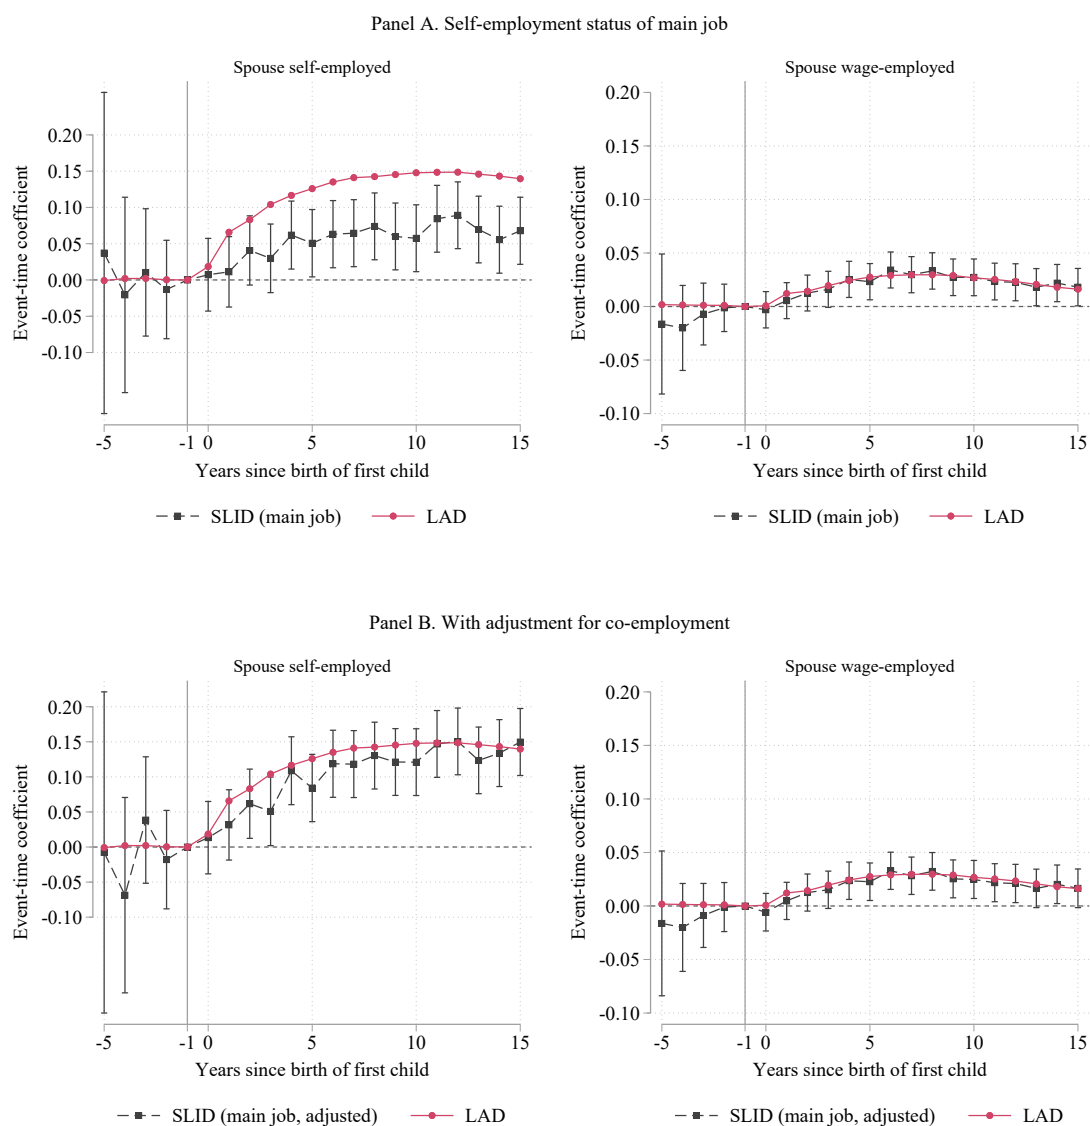 Panel A. Self-employment status of main job
Spouse self-employed
Event-time coefficient
0.20
0.15
0.10
0.05
0.00
-0.05
-0.10
-5 -1 0 5 10 15
Years since birth of first child
SLID (main job) LAD
Spouse wage-employed
Event-time coefficient
0.20
0.15
0.10
0.05
0.00
-0.05
-0.10
-5 -1 0 5 10 15
Years since birth of first child
SLID (main job) LAD
Panel B. With adjustment for co-employment
Spouse self-employed
Event-time coefficient
0.20
0.15
0.10
0.05
0.00
-0.05
-0.10
-5 -1 0 5 10 15
Years since birth of first child
SLID (main job, adjusted) LAD
Spouse wage-employed
Event-time coefficient
0.20
0.15
0.10
0.05
0.00
-0.05
-0.10
-5 -1 0 5 10 15
Years since birth of first child
SLID (main job, adjusted) LAD